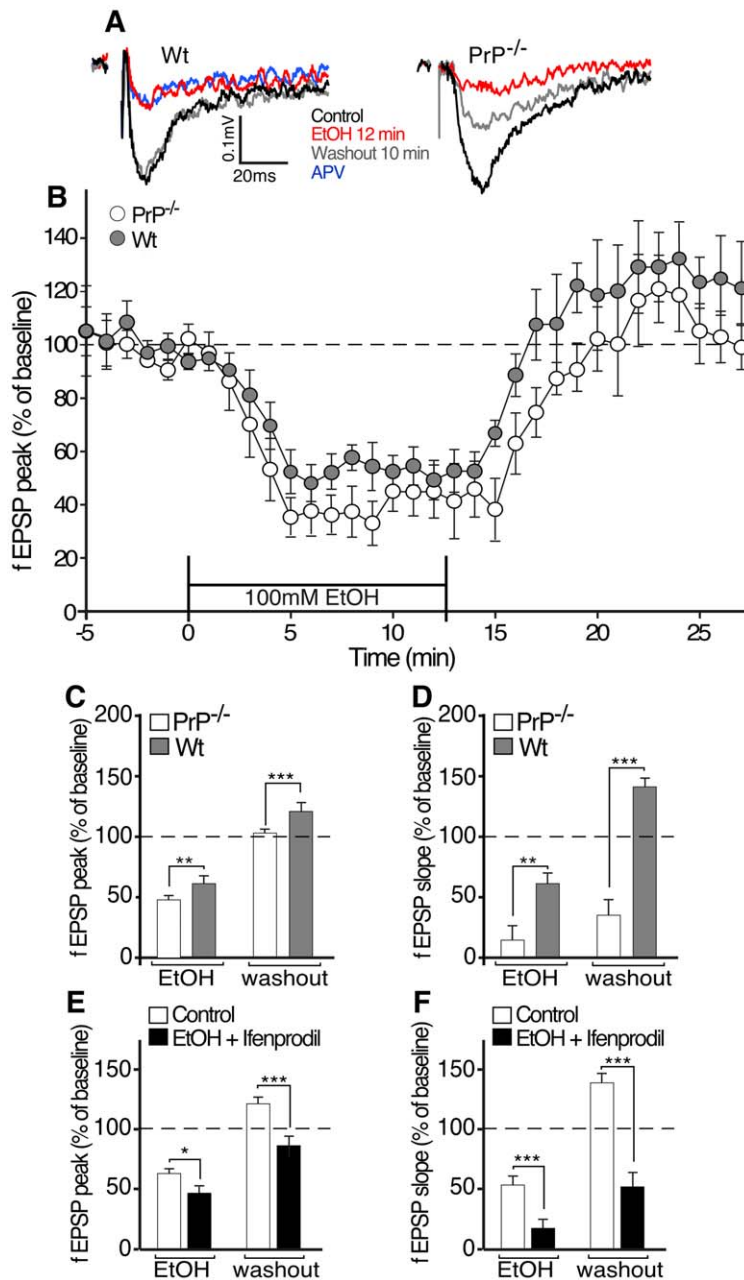 A
Wt
PrP-/-
Control
EtOH 12 min
Washout 10 min
APV
0.1mV
20ms
B
PrP-/-
Wt
f EPSP peak (% of baseline)
140
120
100
80
60
40
20
0
100mM EtOH
-5 0 5 10 15 20 25
Time (min)
C
PrP-/-
Wt
f EPSP peak (% of baseline)
200
150
100
50
0
** ***
EtOH washout
D
PrP-/-
Wt
f EPSP slope (% of baseline)
200
150
100
50
0
** ***
EtOH washout
E
Control
EtOH + Ifenprodil
f EPSP peak (% of baseline)
150
100
50
0
* ***
EtOH washout
F
Control
EtOH + Ifenprodil
f EPSP slope (% of baseline)
150
100
50
0
*** ***
EtOH washout